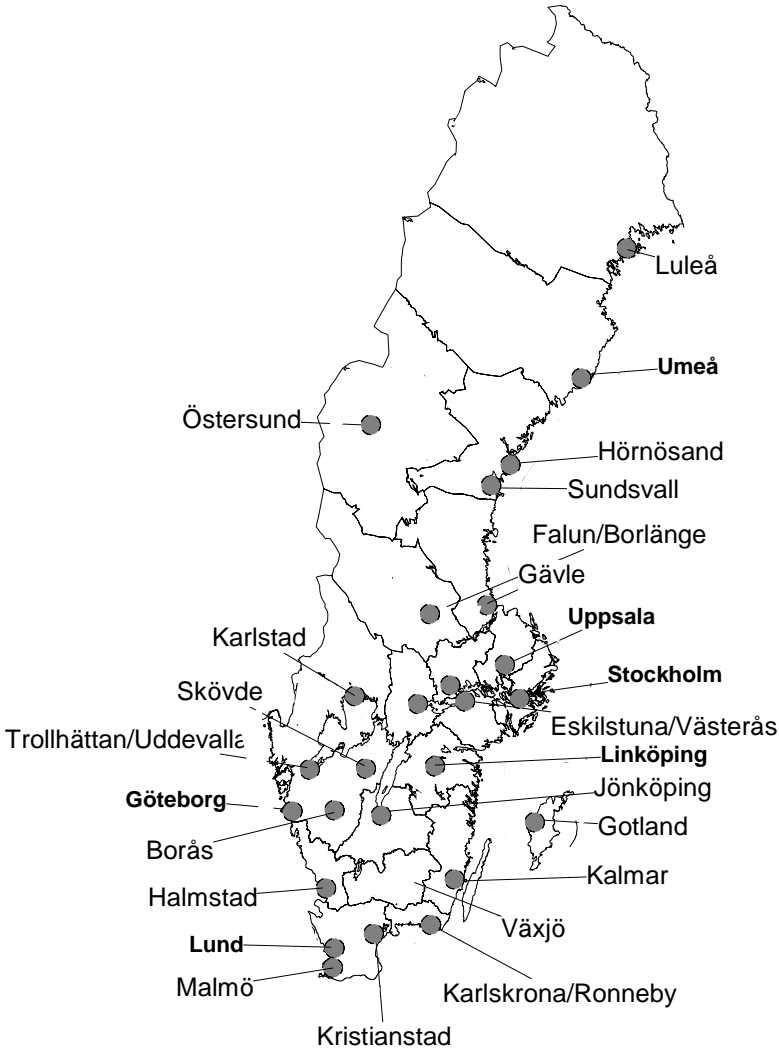 Luleå
Umeå
Östersund
Hörnösand
Sundsvall
Falun/Borlänge
Gävle
Uppsala
Karlstad
Stockholm
Skövde
Eskilstuna/Västerås
Trollhättan/Uddevalla
Linköping
Jönköping
Göteborg
Gotland
Borås
Kalmar
Halmstad
Växjö
Lund
Malmö
Karlskrona/Ronneby
Kristianstad